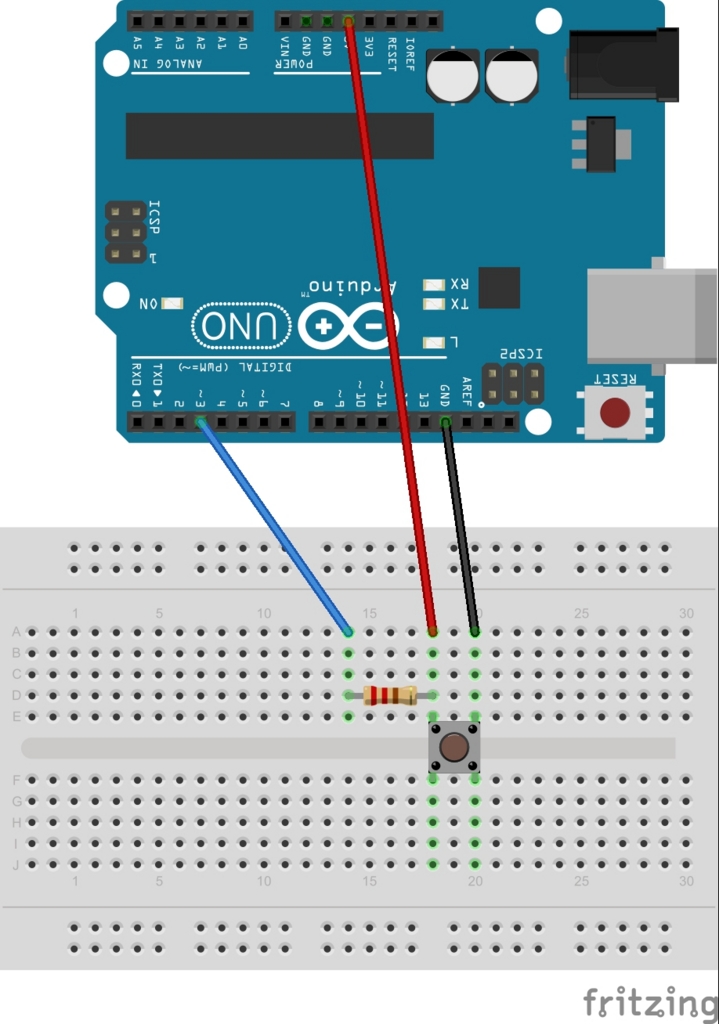 A5 A4 A3 A2 A1 A0 VIN GND GND 5V 3V3 RESET IOREF
ANALOG IN POWER
ICSP
1
ON
Arduino™
RX
TX
UNO
L
ICSP2
DIGITAL (PWM=~)
RESET
RX0◄0 TX0►1 2 ~3 4 ~5 ~6 7 8 ~9 ~10 ~11 13 GND AREF
1 5 10 15 20 30
A
B
C
D
E
F
G
H
I
J
1 5 10 15 20 30
fritzing